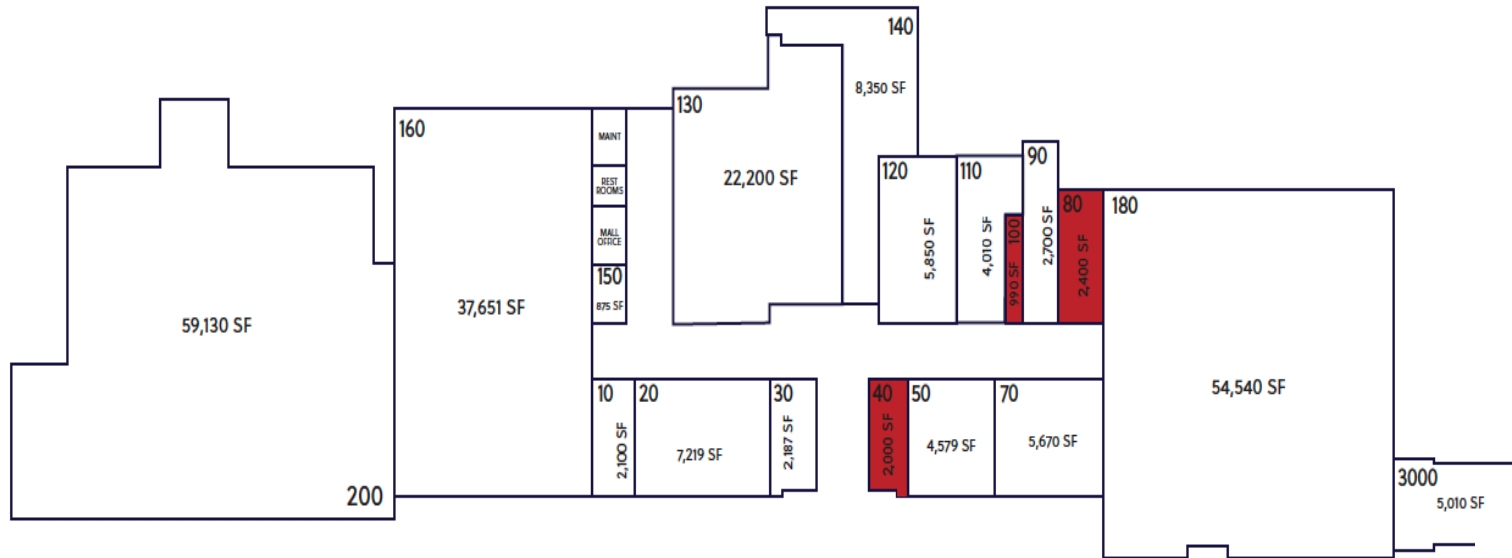 140
8,350 SF
130
22,200 SF
160
37,651 SF
MAINT
REST
ROOMS
MALL
OFFICE
150
875 SF
120
5,850 SF
110
4,010 SF
100
990 SF
90
2,700 SF
80
2,400 SF
180
54,540 SF
59,130 SF
200
10
2,100 SF
20
7,219 SF
30
2,187 SF
40
2,000 SF
50
4,579 SF
70
5,670 SF
3000
5,010 SF